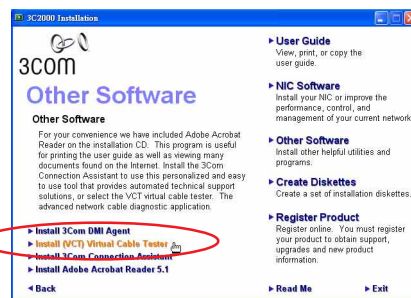 3C2000 Installation
3COM
Other Software
Other Software
For your convenience we have included Adobe Acrobat
Reader on the installation CD. This program is useful
for printing the user guide as well as viewing many
documents found on the Internet. Install the 3Com
Connection Assistant to use this personalized and easy
to use tool that provides automated technical support
solutions, or select the VCT virtual cable tester. The
advanced network cable diagnostic application.
Install 3Com DMI Agent
Install (VCT) Virtual Cable Tester
Install 3Com Connection Assistant
Install Adobe Acrobat Reader 5.1
Back
User Guide
View, print, or copy the
user guide.
NIC Software
Install your NIC or improve the
performance, control, and
management of your current network
Other Software
Install other helpful utilities and
programs.
Create Diskettes
Create a set of installation diskettes.
Register Product
Register online. You must register
your product to obtain support,
upgrades and new product
information.
Read Me
Exit